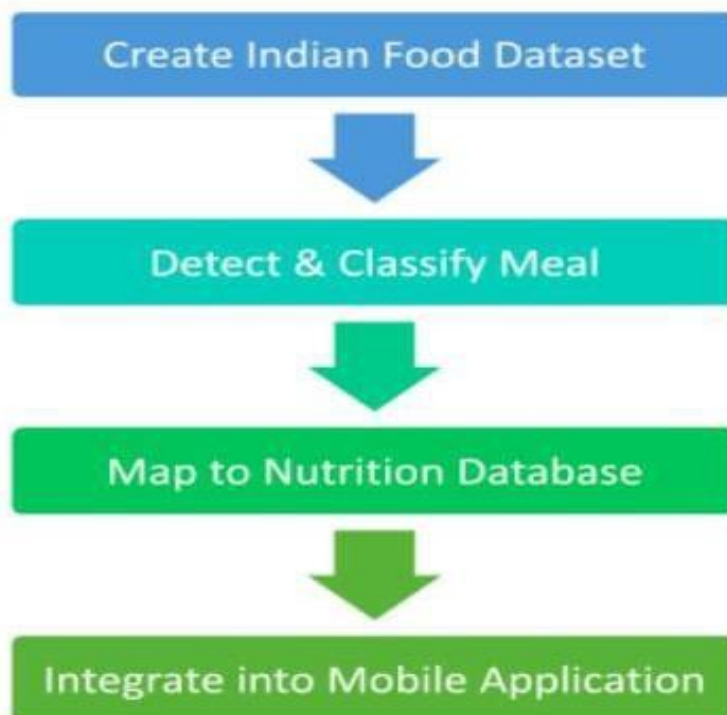 Create Indian Food Dataset
Detect & Classify Meal
Map to Nutrition Database
Integrate into Mobile Application